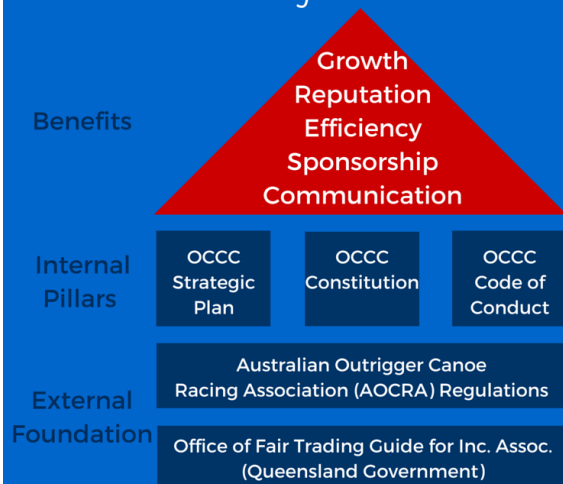 Growth
Reputation
Efficiency
Sponsorship
Communication
Benefits
Internal
Pillars
OCCC
Strategic
Plan
OCCC
Constitution
OCCC
Code of
Conduct
External
Foundation
Australian Outrigger Canoe
Racing Association (AOCRA) Regulations
Office of Fair Trading Guide for Inc. Assoc.
(Queensland Government)